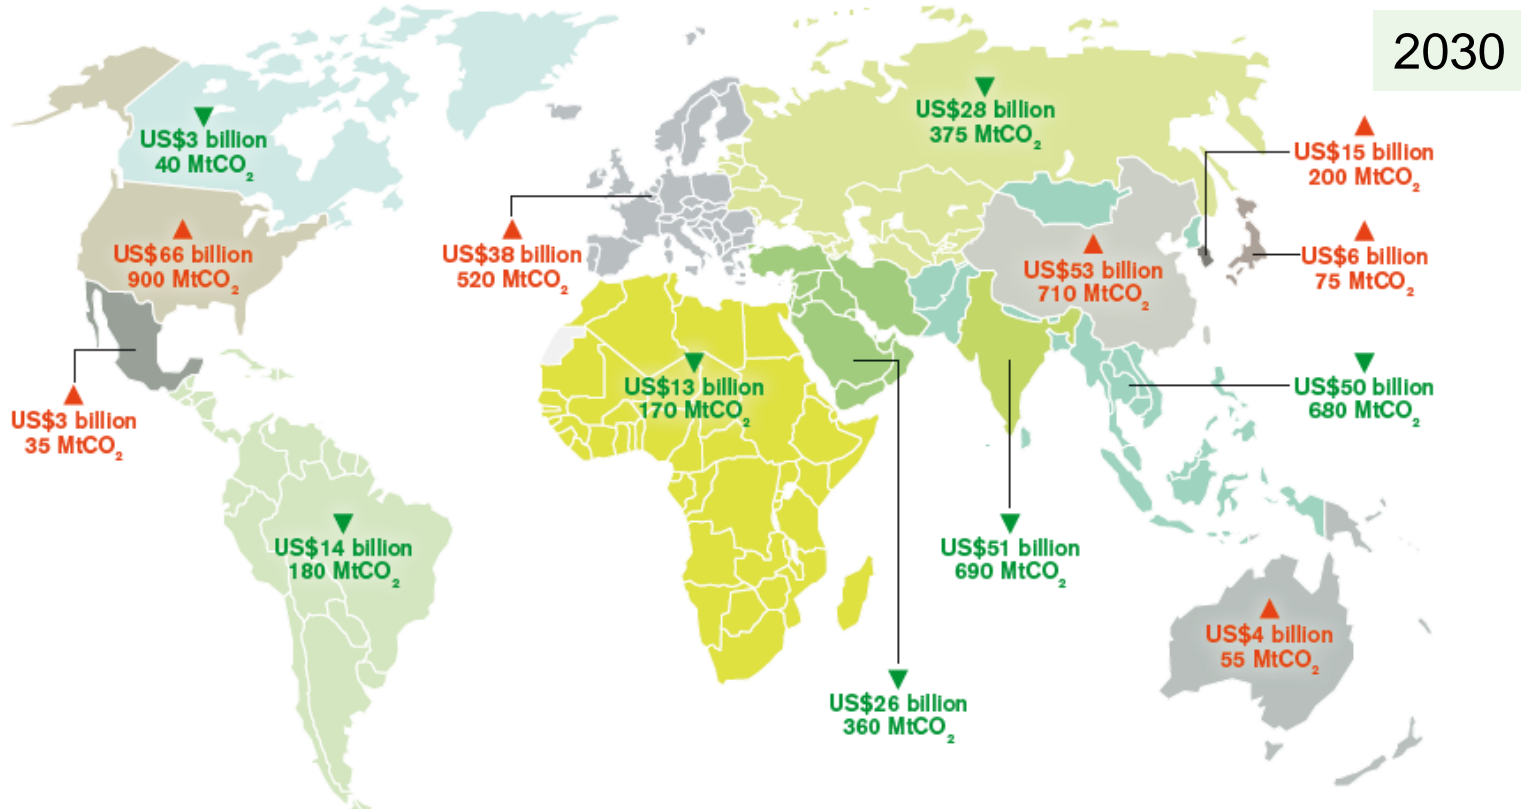 2030
US$3 billion
40 MtCO₂
US$28 billion
375 MtCO₂
US$15 billion
200 MtCO₂
US$66 billion
900 MtCO₂
US$38 billion
520 MtCO₂
US$53 billion
710 MtCO₂
US$6 billion
75 MtCO₂
US$3 billion
35 MtCO₂
US$13 billion
170 MtCO₂
US$50 billion
680 MtCO₂
US$14 billion
180 MtCO₂
US$51 billion
690 MtCO₂
US$4 billion
55 MtCO₂
US$26 billion
360 MtCO₂